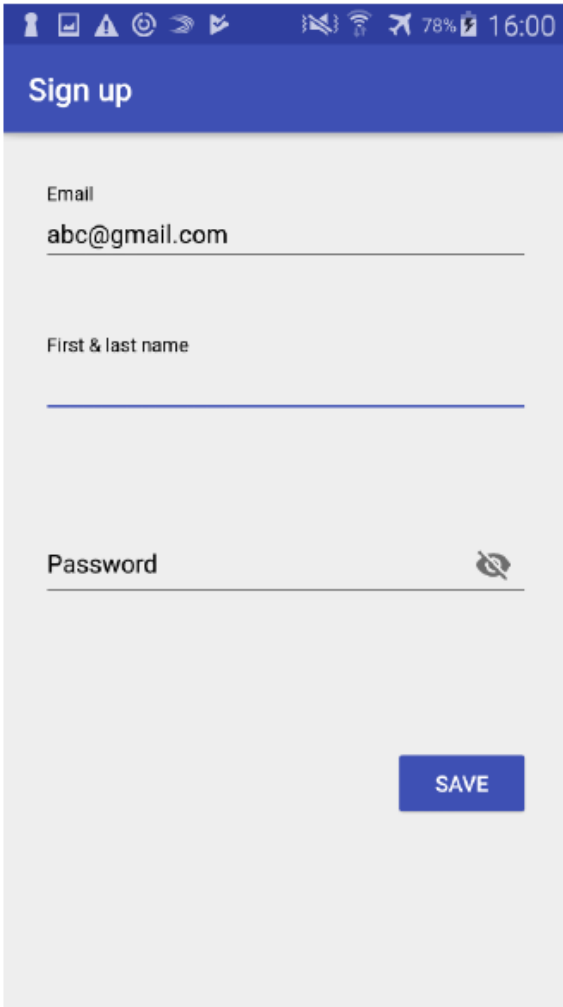 78% 16:00
Sign up
Email
abc@gmail.com
First & last name
Password
SAVE